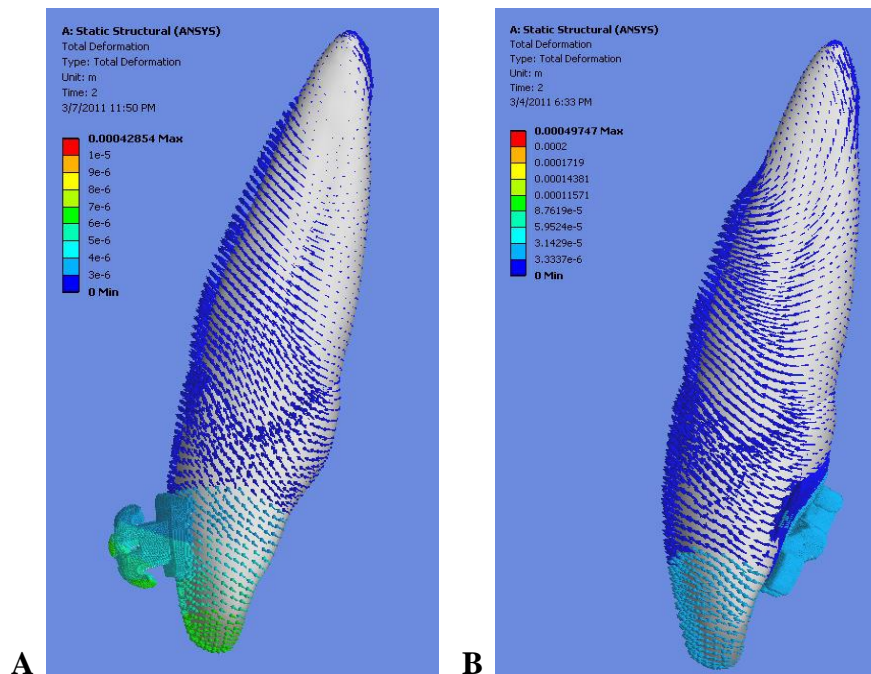 A: Static Structural (ANSYS)
Total Deformation
Type: Total Deformation
Unit: m
Time: 2
3/7/2011 11:50 PM
0.00042854 Max
1e-5
9e-6
8e-6
7e-6
6e-6
5e-6
4e-6
3e-6
0 Min
A
A: Static Structural (ANSYS)
Total Deformation
Type: Total Deformation
Unit: m
Time: 2
3/4/2011 6:33 PM
0.00049747 Max
0.0002
0.0001719
0.00014381
0.00011571
8.7619e-5
5.9524e-5
3.1429e-5
3.3337e-6
0 Min
B